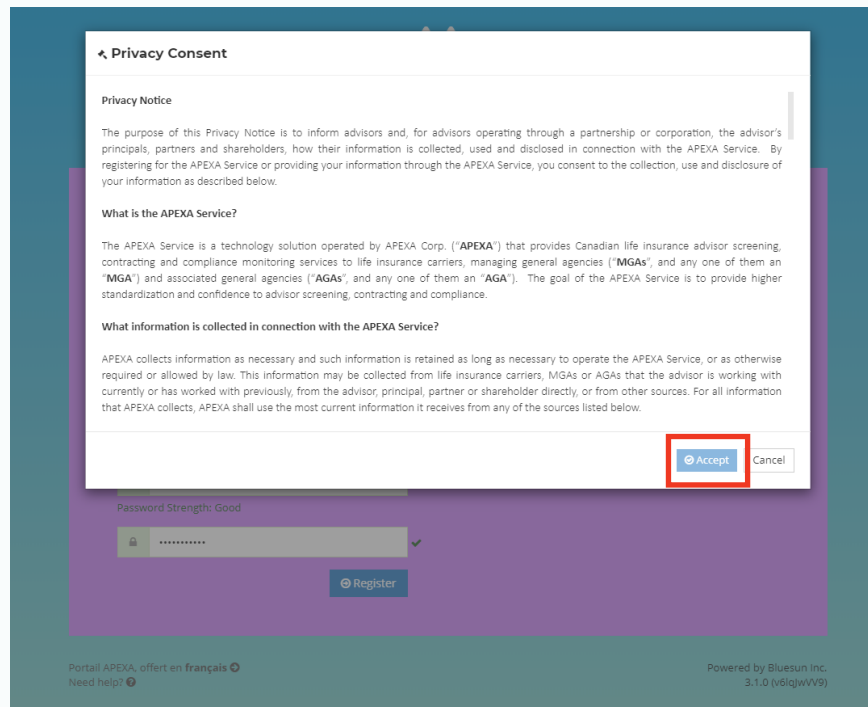 Privacy Consent
Privacy Notice
The purpose of this Privacy Notice is to inform advisors and, for advisors operating through a partnership or corporation, the advisor's
principals, partners and shareholders, how their information is collected, used and disclosed in connection with the APEXA Service. By
registering for the APEXA Service or providing your information through the APEXA Service, you consent to the collection, use and disclosure of
your information as described below.
What is the APEXA Service?
The APEXA Service is a technology solution operated by APEXA Corp. ("APEXA") that provides Canadian life insurance advisor screening,
contracting and compliance monitoring services to life insurance carriers, managing general agencies ("MGAs", and any one of them an
"MGA") and associated general agencies ("AGAs", and any one of them an "AGA"). The goal of the APEXA Service is to provide higher
standardization and confidence to advisor screening, contracting and compliance.
What information is collected in connection with the APEXA Service?
APEXA collects information as necessary and such information is retained as long as necessary to operate the APEXA Service, or as otherwise
required or allowed by law. This information may be collected from life insurance carriers, MGAs or AGAs that the advisor is working with
currently or has worked with previously, from the advisor, principal, partner or shareholder directly, or from other sources. For all information
that APEXA collects, APEXA shall use the most current information it receives from any of the sources listed below.
Accept Cancel
Password Strength: Good
Register
Portail APEXA, offert en français
Powered by Bluesun Inc.
Need help?
3.1.0 (v6IqJwVV9)